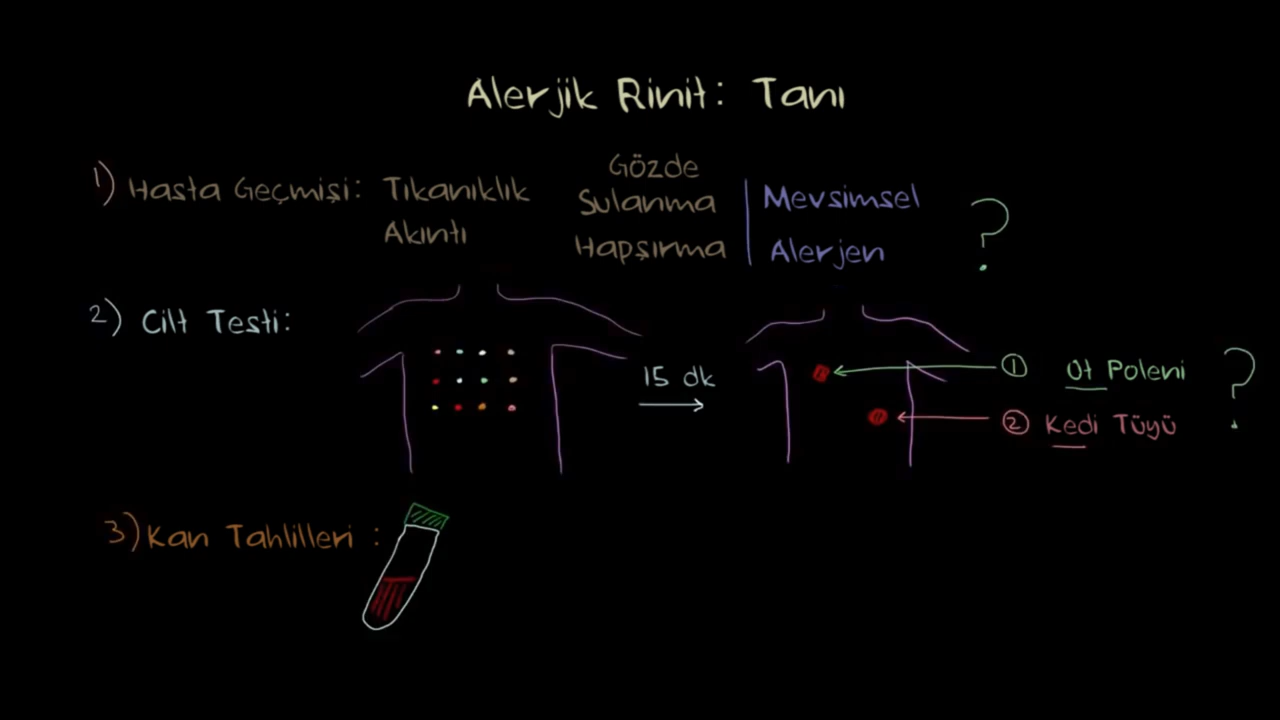 Alerjik Rinit: Tanı
1) Hasta Geçmişi: Tıkanıklık
Akıntı
Gözde
Sulanma
Hapşırma
Mevsimsel
Alerjen
?
2) Cilt Testi:
15 dk
1 Ot Poleni
2 Kedi Tüyü
?
3) Kan Tahlilleri :